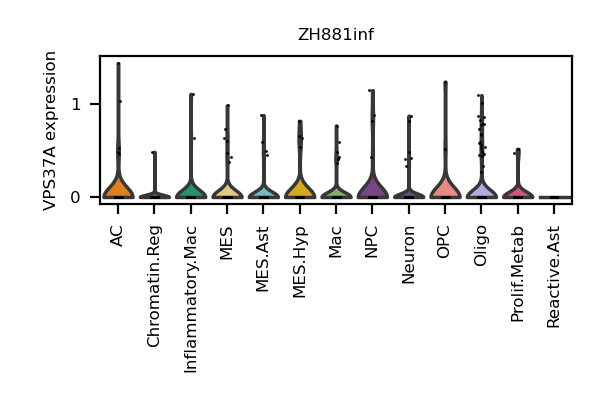 ZH881inf
VPS37A expression
1
0
AC
Chromatin.Reg
Inflammatory.Mac
MES
MES.Ast
MES.Hyp
Mac
NPC
Neuron
OPC
Oligo
Prolif.Metab
Reactive.Ast